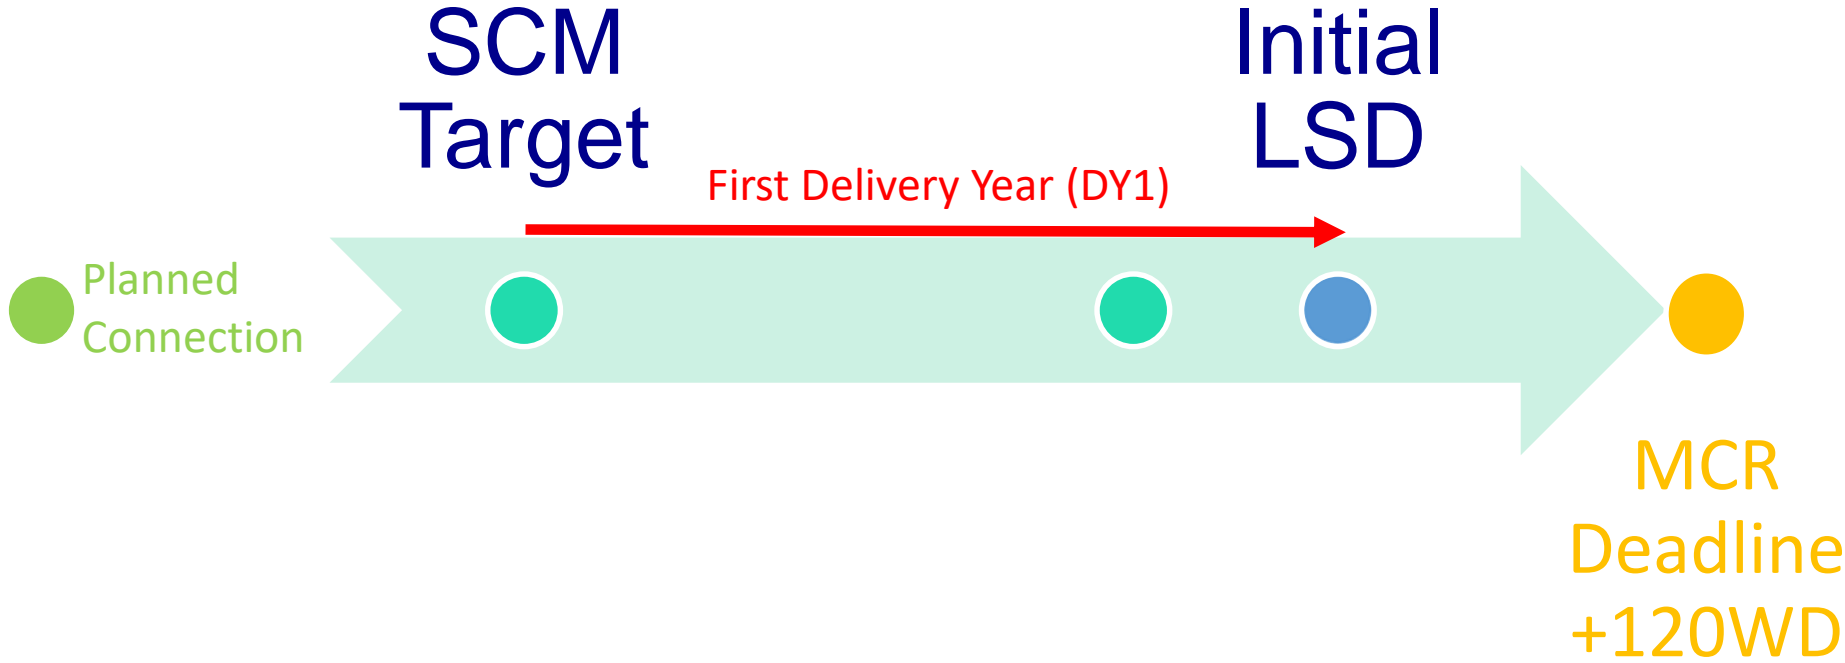 SCM
Target
Initial
LSD
First Delivery Year (DY1)
Planned
Connection
MCR
Deadline
+120WD